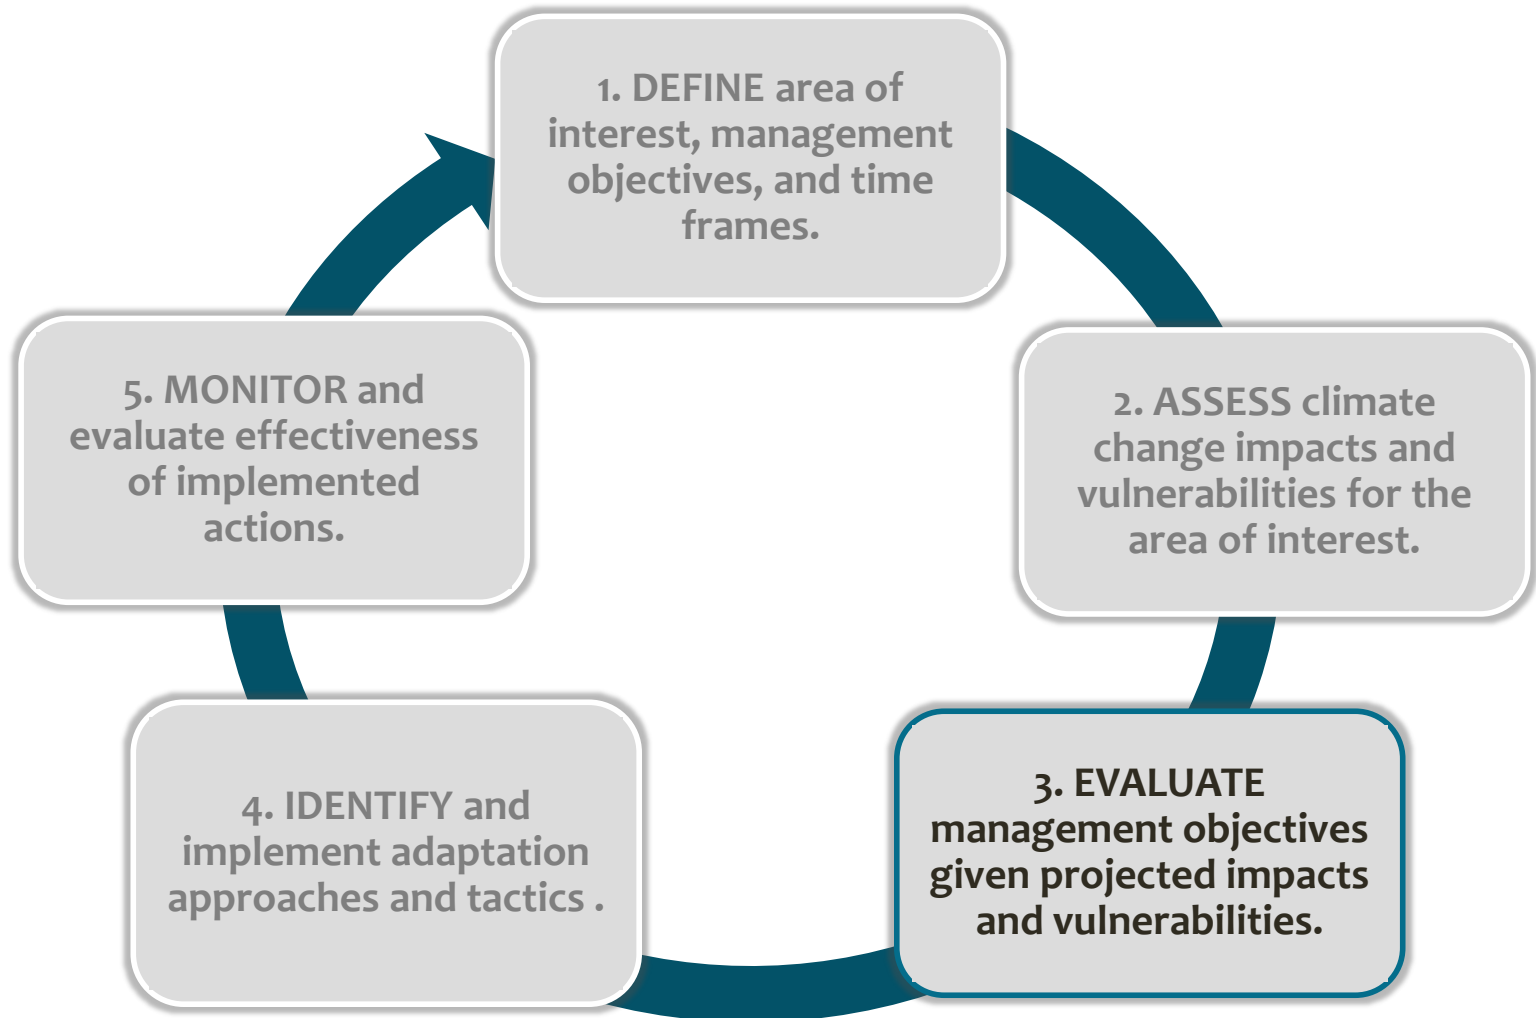 1. DEFINE area of
interest, management
objectives, and time
frames.
2. ASSESS climate
change impacts and
vulnerabilities for the
area of interest.
3. EVALUATE
management objectives
given projected impacts
and vulnerabilities.
4. IDENTIFY and
implement adaptation
approaches and tactics .
5. MONITOR and
evaluate effectiveness
of implemented
actions.